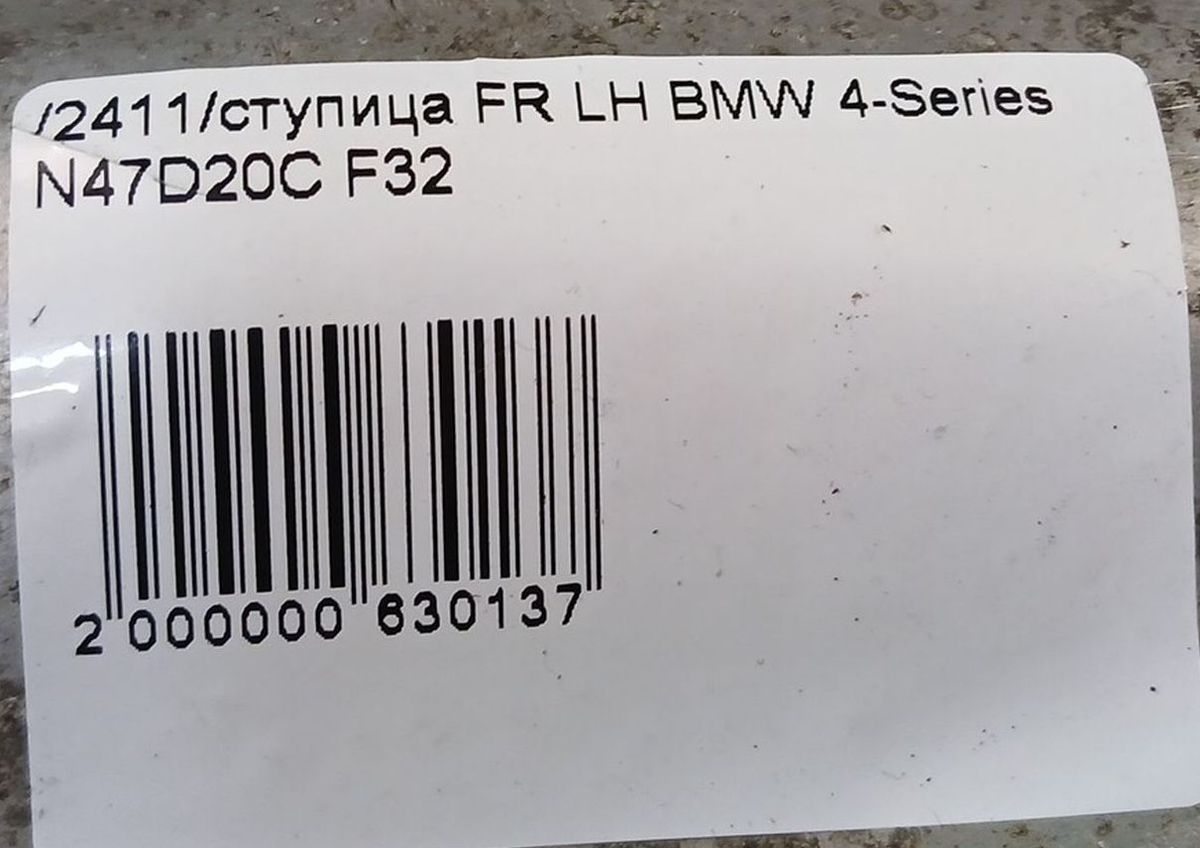 /2411/ступица FR LH BMW 4-Series
N47D20C F32
2 000000 630137